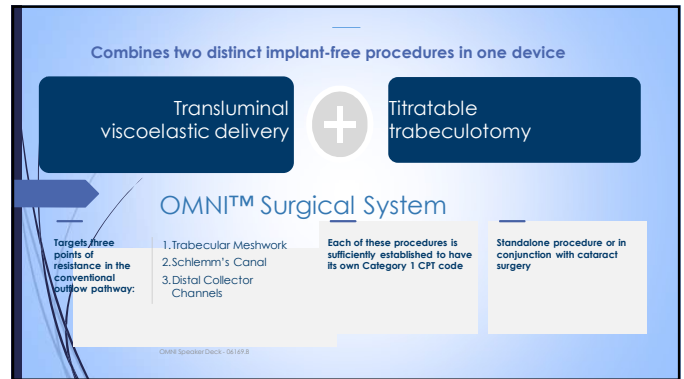 Combines two distinct implant-free procedures in one device
Transluminal
viscoelastic delivery
Titratable
trabeculotomy
OMNI™ Surgical System
Targets three
points of
resistance in the
conventional
outflow pathway:
1.Trabecular Meshwork
2.Schlemm's Canal
3.Distal Collector
Channels
Each of these procedures is
sufficiently established to have
its own Category 1 CPT code
Standalone procedure or in
conjunction with cataract
surgery
OMNI Speaker Deck - 06169.B